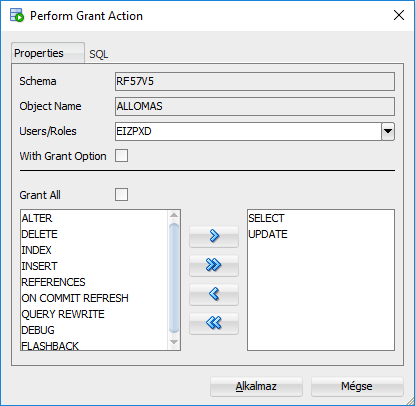 Perform Grant Action
Properties
SQL
Schema
RF57V5
Object Name
ALLOMAS
Users/Roles
EIZPXD
With Grant Option
Grant All
ALTER
DELETE
INDEX
INSERT
REFERENCES
ON COMMIT REFRESH
QUERY REWRITE
DEBUG
FLASHBACK
SELECT
UPDATE
Alkalmaz
Mégse